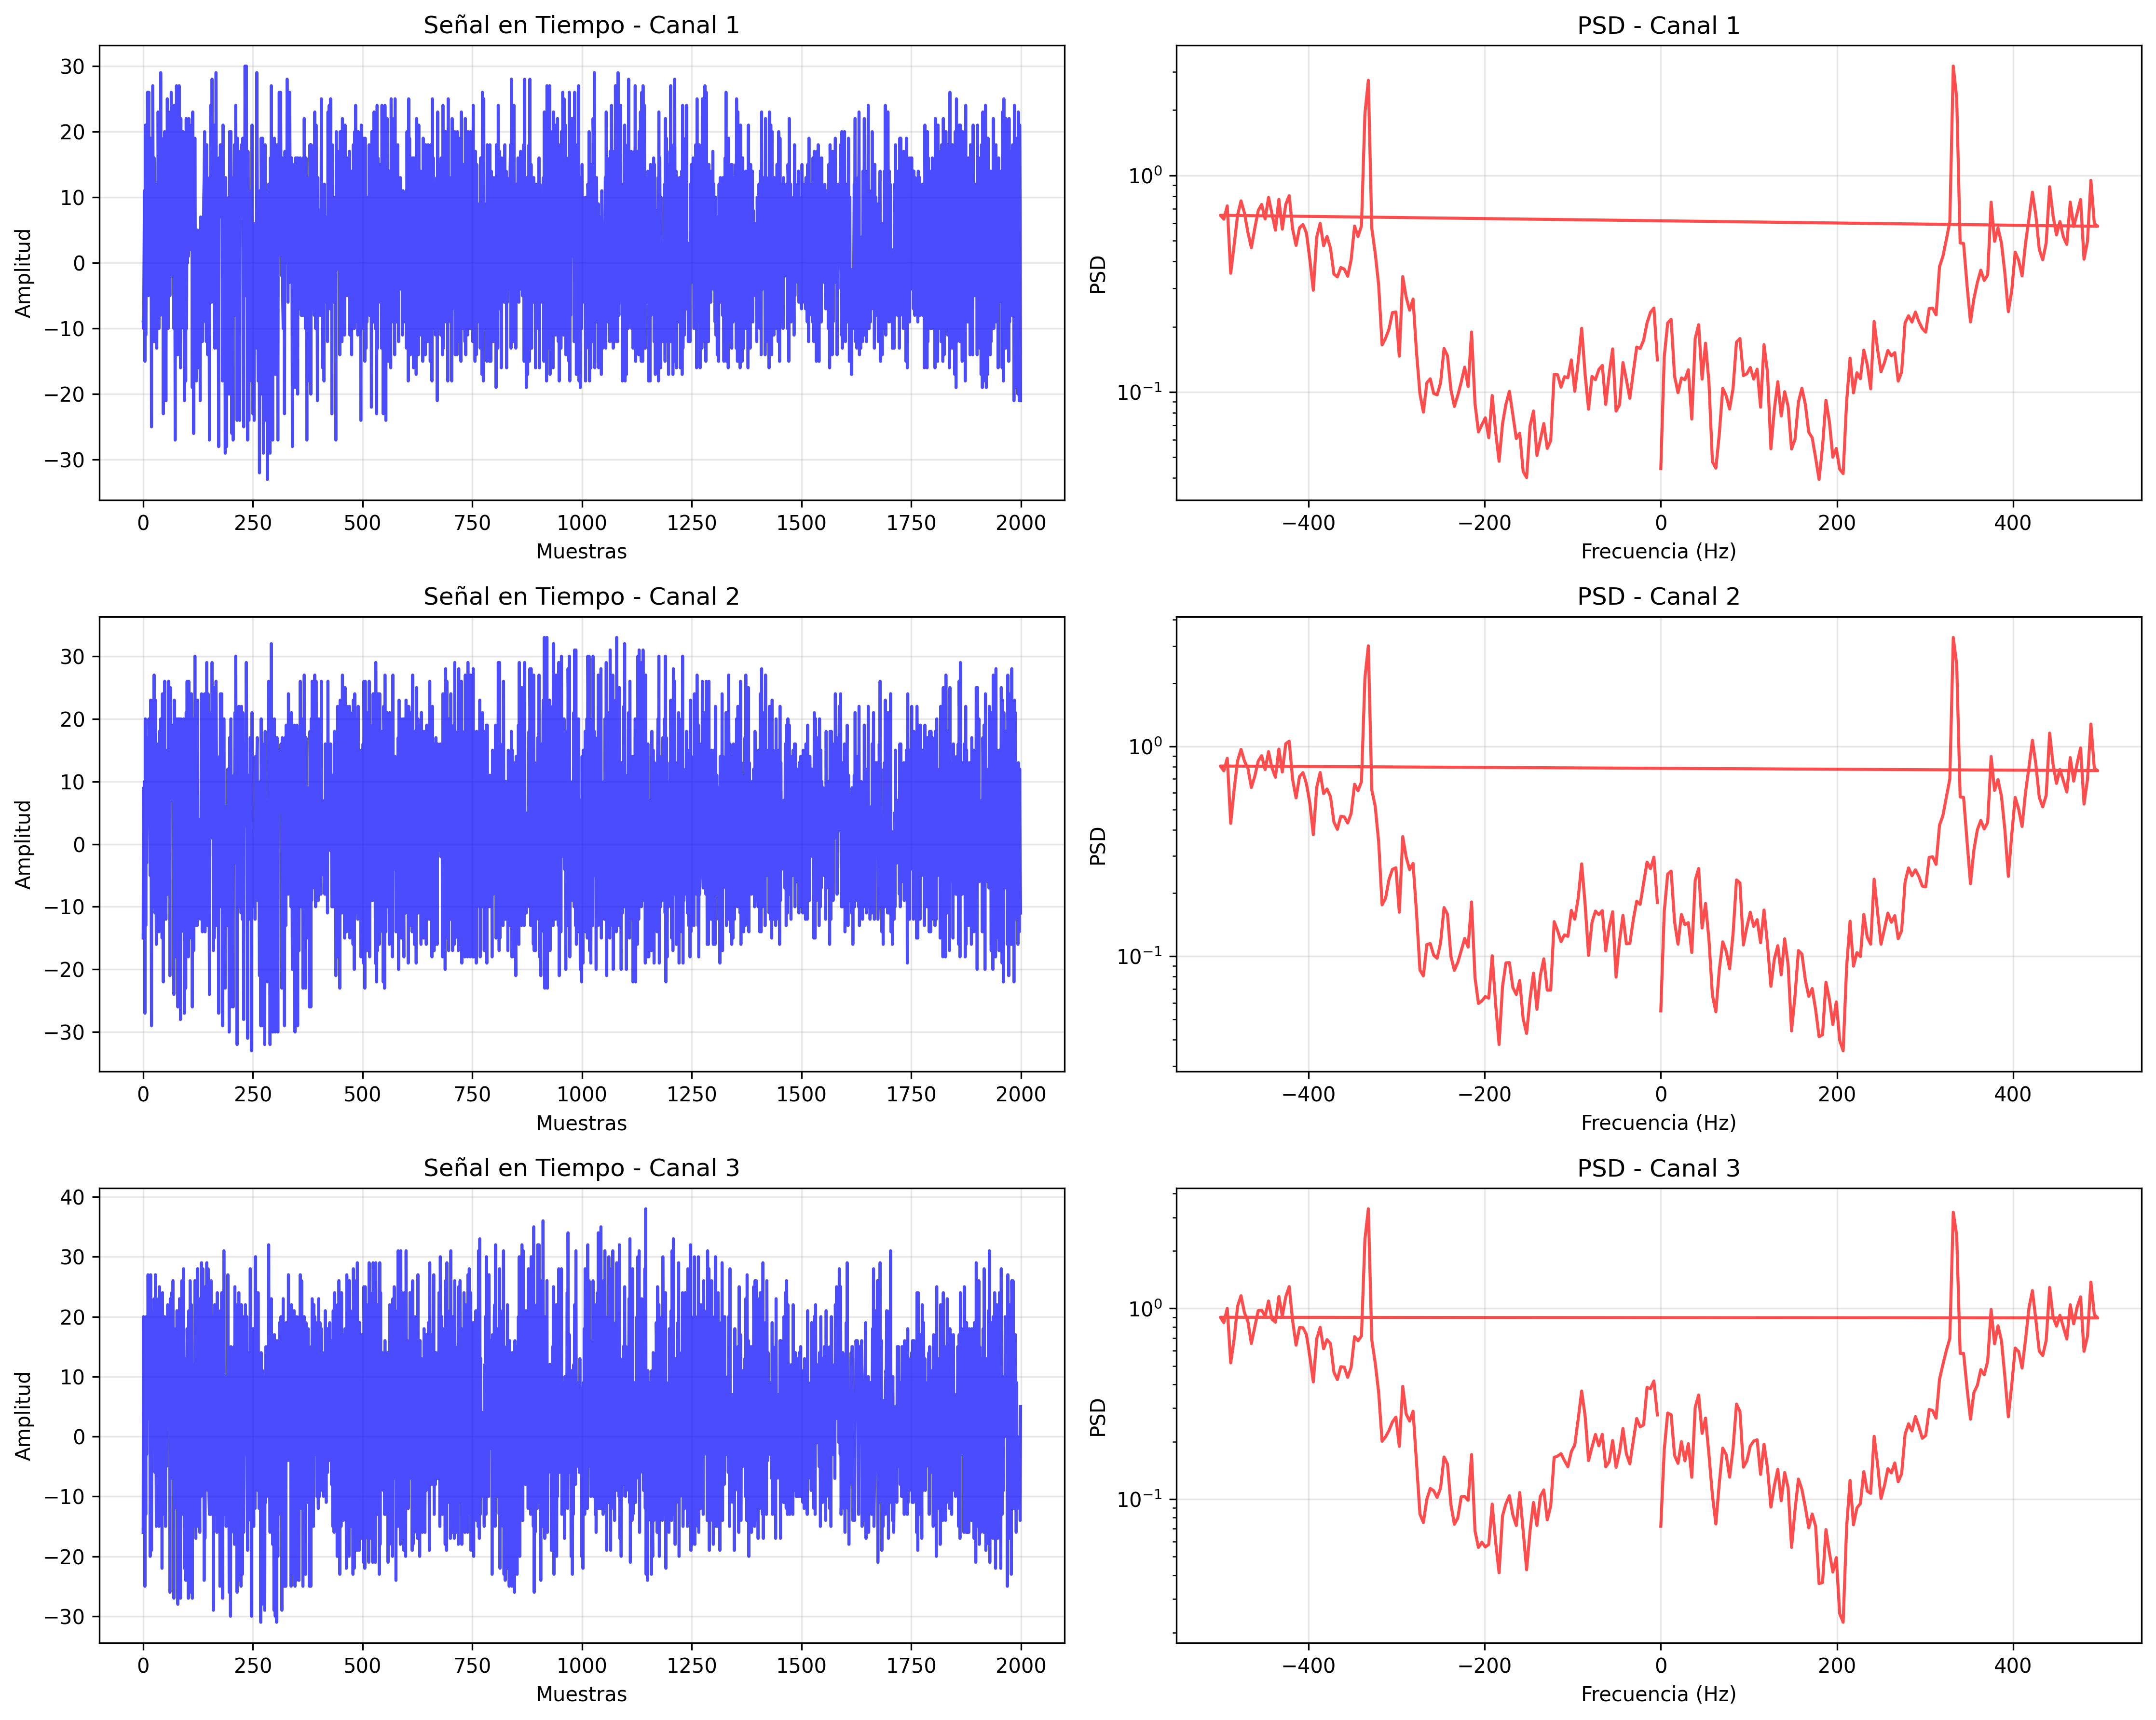 Señal en Tiempo - Canal 1
Amplitud
30
20
10
0
−10
−20
−30
0 250 500 750 1000 1250 1500 1750 2000
Muestras
PSD - Canal 1
PSD
10⁰
10⁻¹
−400 −200 0 200 400
Frecuencia (Hz)
Señal en Tiempo - Canal 2
Amplitud
30
20
10
0
−10
−20
−30
0 250 500 750 1000 1250 1500 1750 2000
Muestras
PSD - Canal 2
PSD
10⁰
10⁻¹
−400 −200 0 200 400
Frecuencia (Hz)
Señal en Tiempo - Canal 3
Amplitud
40
30
20
10
0
−10
−20
−30
0 250 500 750 1000 1250 1500 1750 2000
Muestras
PSD - Canal 3
PSD
10⁰
10⁻¹
−400 −200 0 200 400
Frecuencia (Hz)